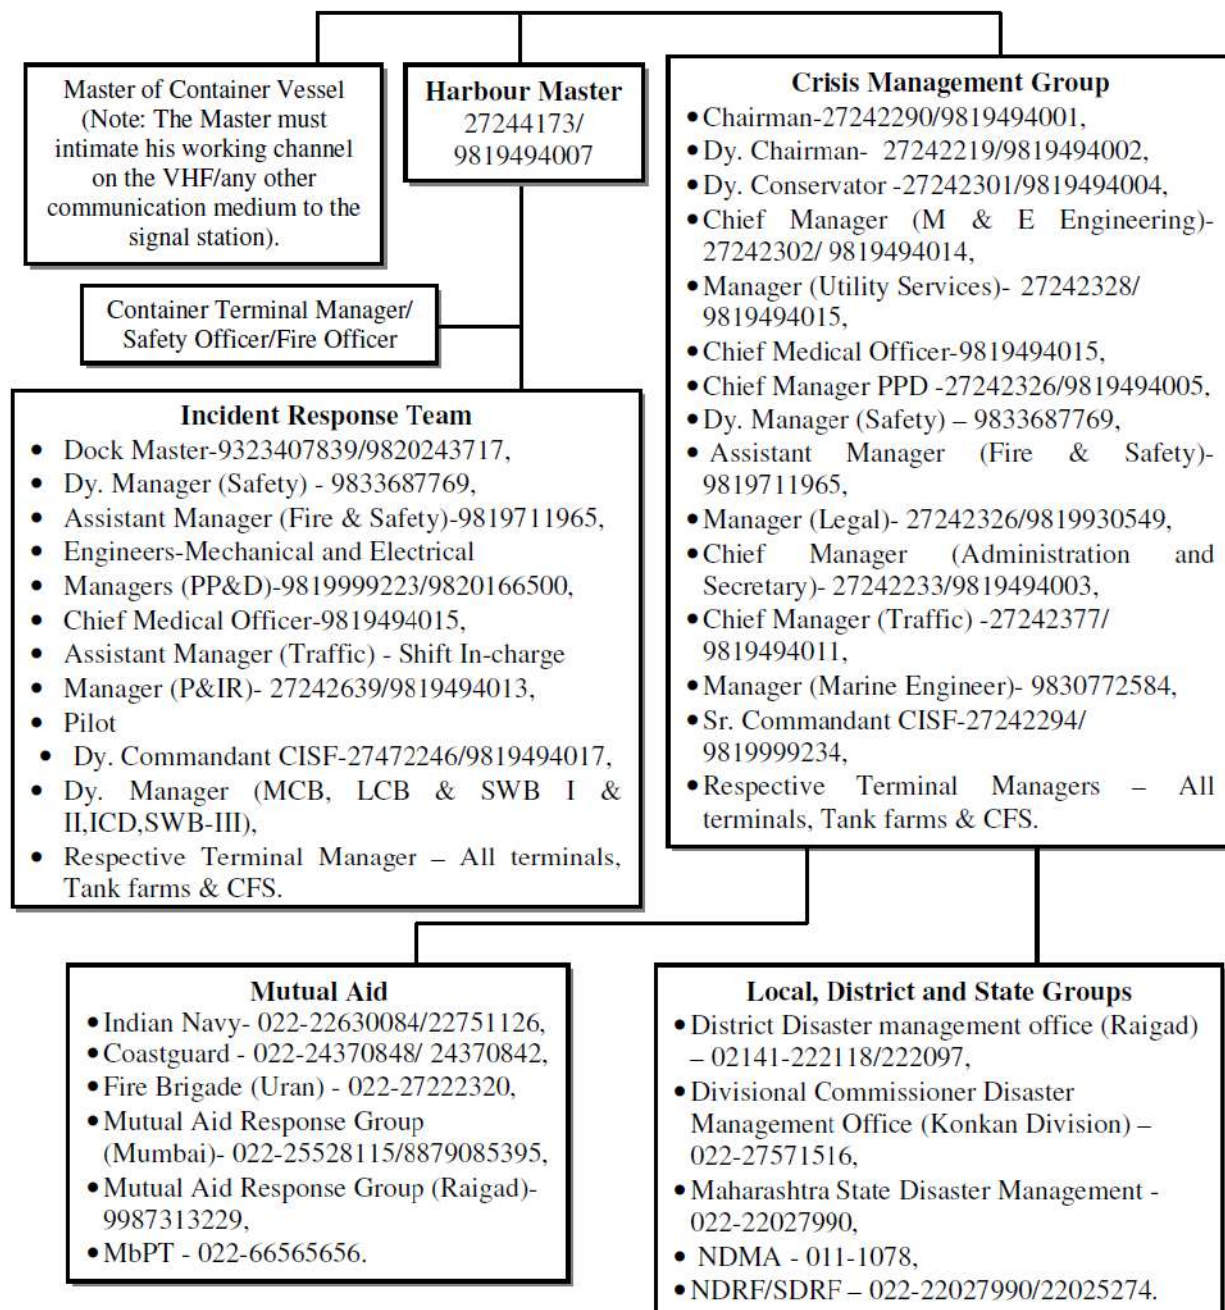 Master of Container Vessel
(Note: The Master must
intimate his working channel
on the VHF/any other
communication medium to the
signal station).
Harbour Master
27244173/
9819494007
Container Terminal Manager/
Safety Officer/Fire Officer
Incident Response Team
• Dock Master-9323407839/9820243717,
• Dy. Manager (Safety) - 9833687769,
• Assistant Manager (Fire & Safety)-9819711965,
• Engineers-Mechanical and Electrical
• Managers (PP&D)-9819999223/9820166500,
• Chief Medical Officer-9819494015,
• Assistant Manager (Traffic) - Shift In-charge
• Manager (P&IR)- 27242639/9819494013,
• Pilot
• Dy. Commandant CISF-27472246/9819494017,
• Dy. Manager (MCB, LCB & SWB I &
II,ICD,SWB-III),
• Respective Terminal Manager – All terminals,
Tank farms & CFS.
Crisis Management Group
• Chairman-27242290/9819494001,
• Dy. Chairman- 27242219/9819494002,
• Dy. Conservator -27242301/9819494004,
• Chief Manager (M & E Engineering)-
27242302/ 9819494014,
• Manager (Utility Services)- 27242328/
9819494015,
• Chief Medical Officer-9819494015,
• Chief Manager PPD -27242326/9819494005,
• Dy. Manager (Safety) – 9833687769,
• Assistant Manager (Fire & Safety)-
9819711965,
• Manager (Legal)- 27242326/9819930549,
• Chief Manager (Administration and
Secretary)- 27242233/9819494003,
• Chief Manager (Traffic) -27242377/
9819494011,
• Manager (Marine Engineer)- 9830772584,
• Sr. Commandant CISF-27242294/
9819999234,
• Respective Terminal Managers – All
terminals, Tank farms & CFS.
Mutual Aid
• Indian Navy- 022-22630084/22751126,
• Coastguard - 022-24370848/ 24370842,
• Fire Brigade (Uran) - 022-27222320,
• Mutual Aid Response Group
(Mumbai)- 022-25528115/8879085395,
• Mutual Aid Response Group (Raigad)-
9987313229,
• MbPT - 022-66565656.
Local, District and State Groups
• District Disaster management office (Raigad)
– 02141-222118/222097,
• Divisional Commissioner Disaster
Management Office (Konkan Division) –
022-27571516,
• Maharashtra State Disaster Management -
022-22027990,
• NDMA - 011-1078,
• NDRF/SDRF – 022-22027990/22025274.